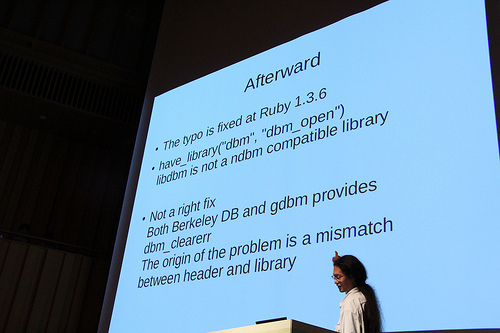 Afterward
• The typo is fixed at Ruby 1.3.6
• have_library("dbm", "dbm_open")
libdbm is not a ndbm compatible library
• Not a right fix
Both Berkeley DB and gdbm provides
dbm_clearerr
The origin of the problem is a mismatch
between header and library